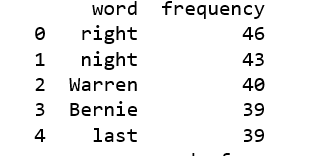 word frequency
0 right 46
1 night 43
2 Warren 40
3 Bernie 39
4 last 39